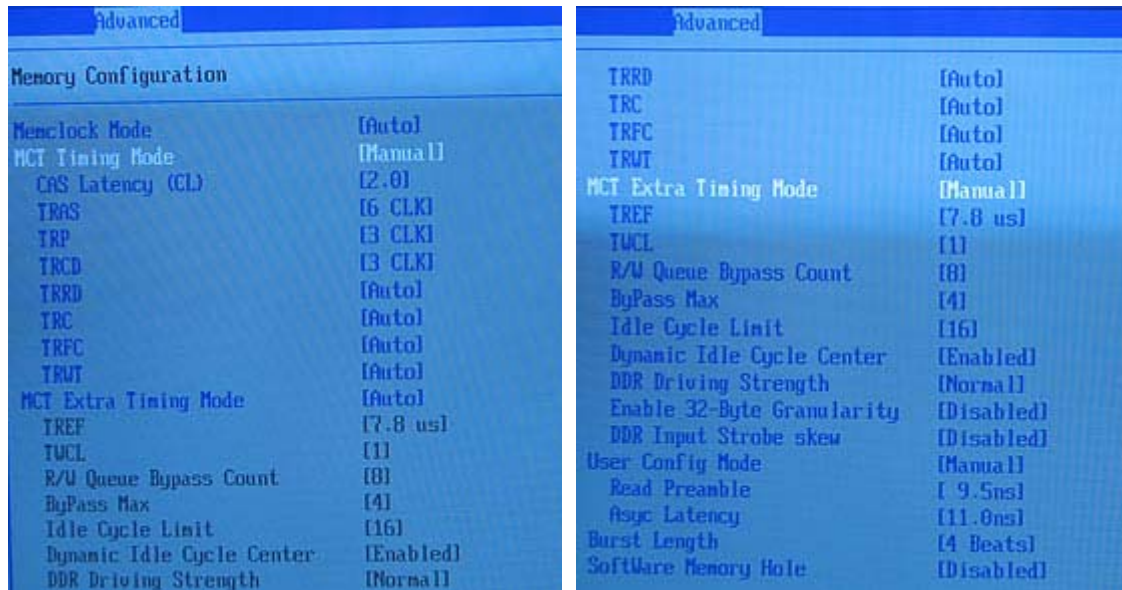 Advanced
Memory Configuration
Memclock Mode [Auto]
MCT Timing Mode [Manual]
CAS Latency (CL) [2.0]
TRAS [6 CLK]
TRP [3 CLK]
TRCD [3 CLK]
TRRD [Auto]
TRC [Auto]
TRFC [Auto]
TRWT [Auto]
MCT Extra Timing Mode [Auto]
TREF [7.8 us]
TWCL [1]
R/W Queue Bypass Count [8]
ByPass Max [4]
Idle Cycle Limit [16]
Dynamic Idle Cycle Center [Enabled]
DDR Driving Strength [Normal]
Advanced
TRRD [Auto]
TRC [Auto]
TRFC [Auto]
TRWT [Auto]
MCT Extra Timing Mode [Manual]
TREF [7.8 us]
TWCL [1]
R/W Queue Bypass Count [8]
ByPass Max [4]
Idle Cycle Limit [16]
Dynamic Idle Cycle Center [Enabled]
DDR Driving Strength [Normal]
Enable 32-Byte Granularity [Disabled]
DDR Input Strobe skew [Disabled]
User Config Mode [Manual]
Read Preamble [ 9.5ns]
Asyc Latency [11.0ns]
Burst Length [4 Beats]
SoftWare Memory Hole [Disabled]